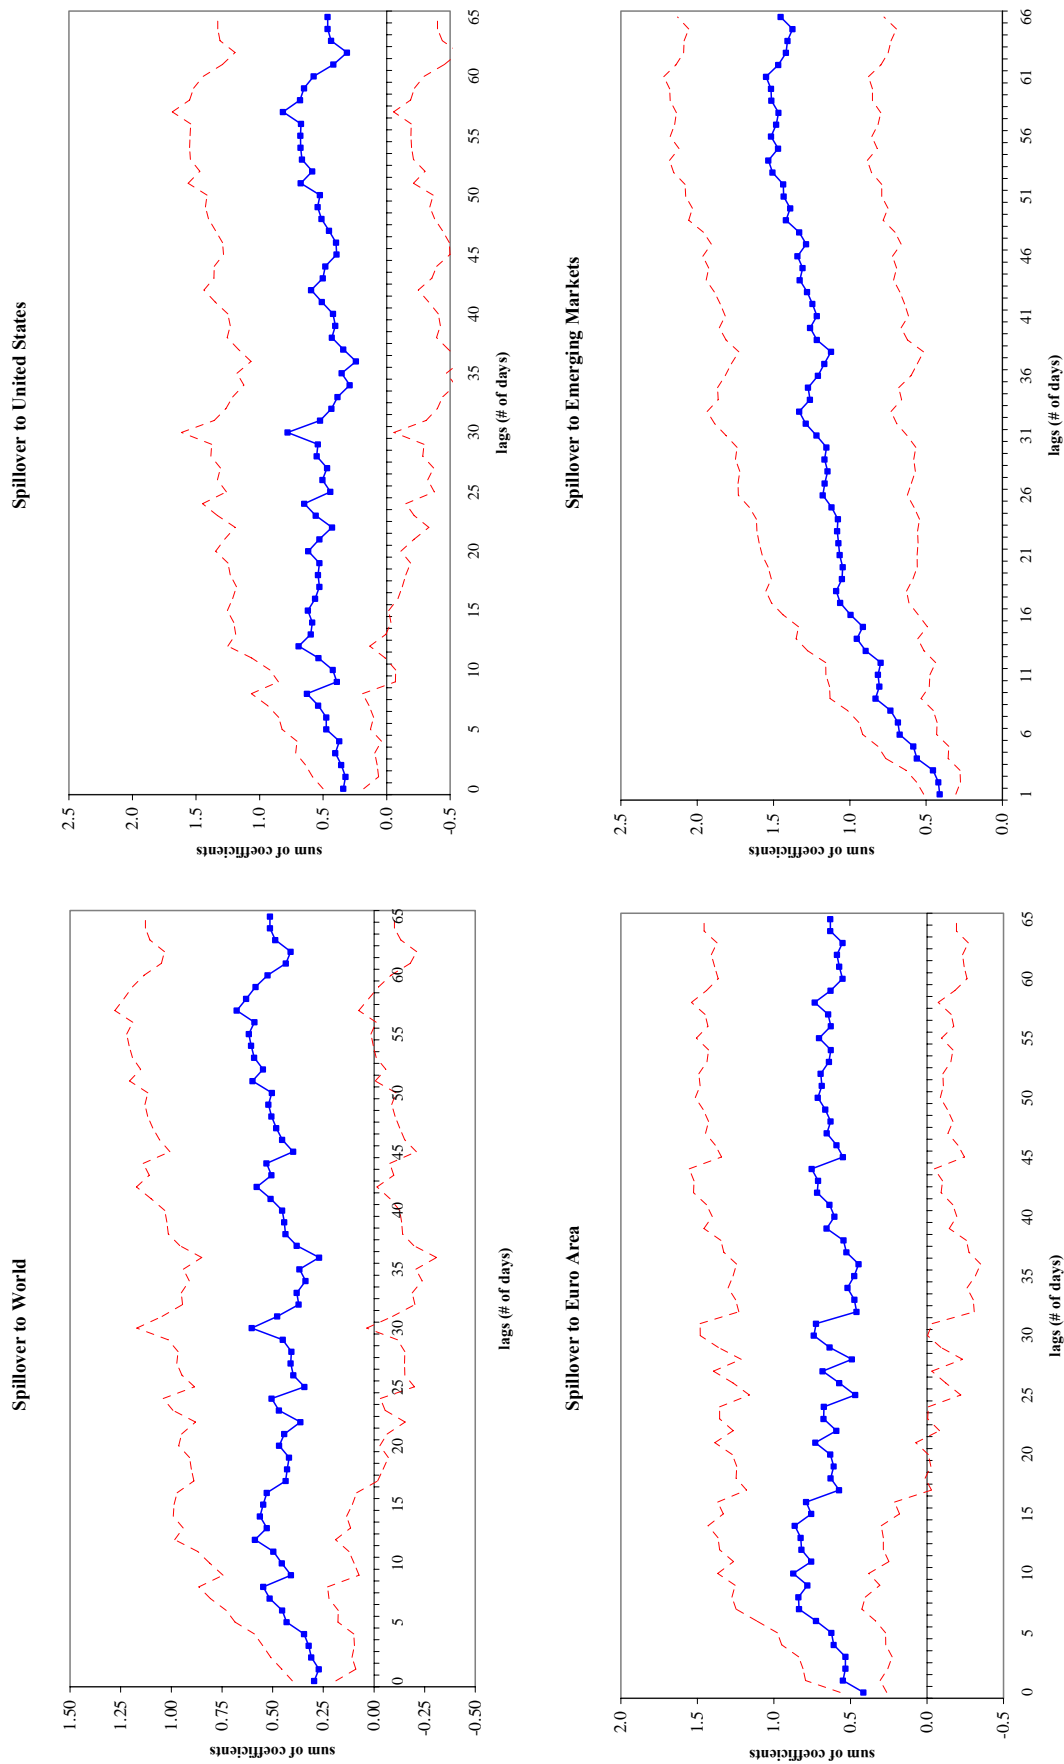 Spillover to World
1.50
1.25
1.00
0.75
0.50
0.25
0.00
-0.25
-0.50
sum of coefficients
0 5 10 15 20 25 30 35 40 45 50 55 60 65
lags (# of days)
Spillover to United States
2.5
2.0
1.5
1.0
0.5
0.0
-0.5
sum of coefficients
0 5 10 15 20 25 30 35 40 45 50 55 60 65
lags (# of days)
Spillover to Euro Area
2.0
1.5
1.0
0.5
0.0
-0.5
sum of coefficients
0 5 10 15 20 25 30 35 40 45 50 55 60 65
lags (# of days)
Spillover to Emerging Markets
2.5
2.0
1.5
1.0
0.5
0.0
sum of coefficients
1 6 11 16 21 26 31 36 41 46 51 56 61 66
lags (# of days)